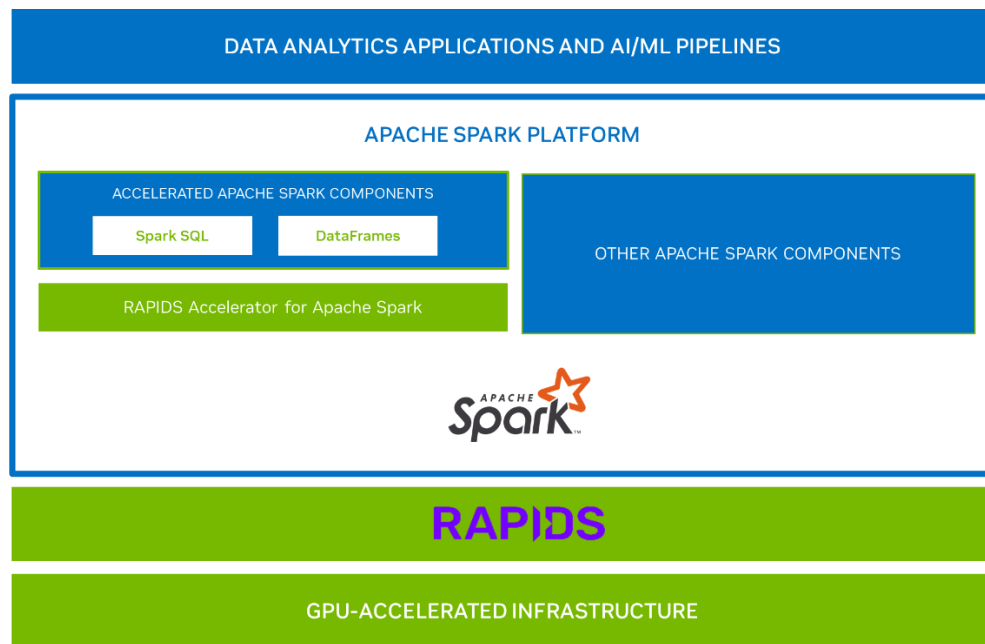 DATA ANALYTICS APPLICATIONS AND AI/ML PIPELINES
APACHE SPARK PLATFORM
ACCELERATED APACHE SPARK COMPONENTS
Spark SQL
DataFrames
RAPIDS Accelerator for Apache Spark
OTHER APACHE SPARK COMPONENTS
APACHE
Spark™
RAPIDS
GPU-ACCELERATED INFRASTRUCTURE